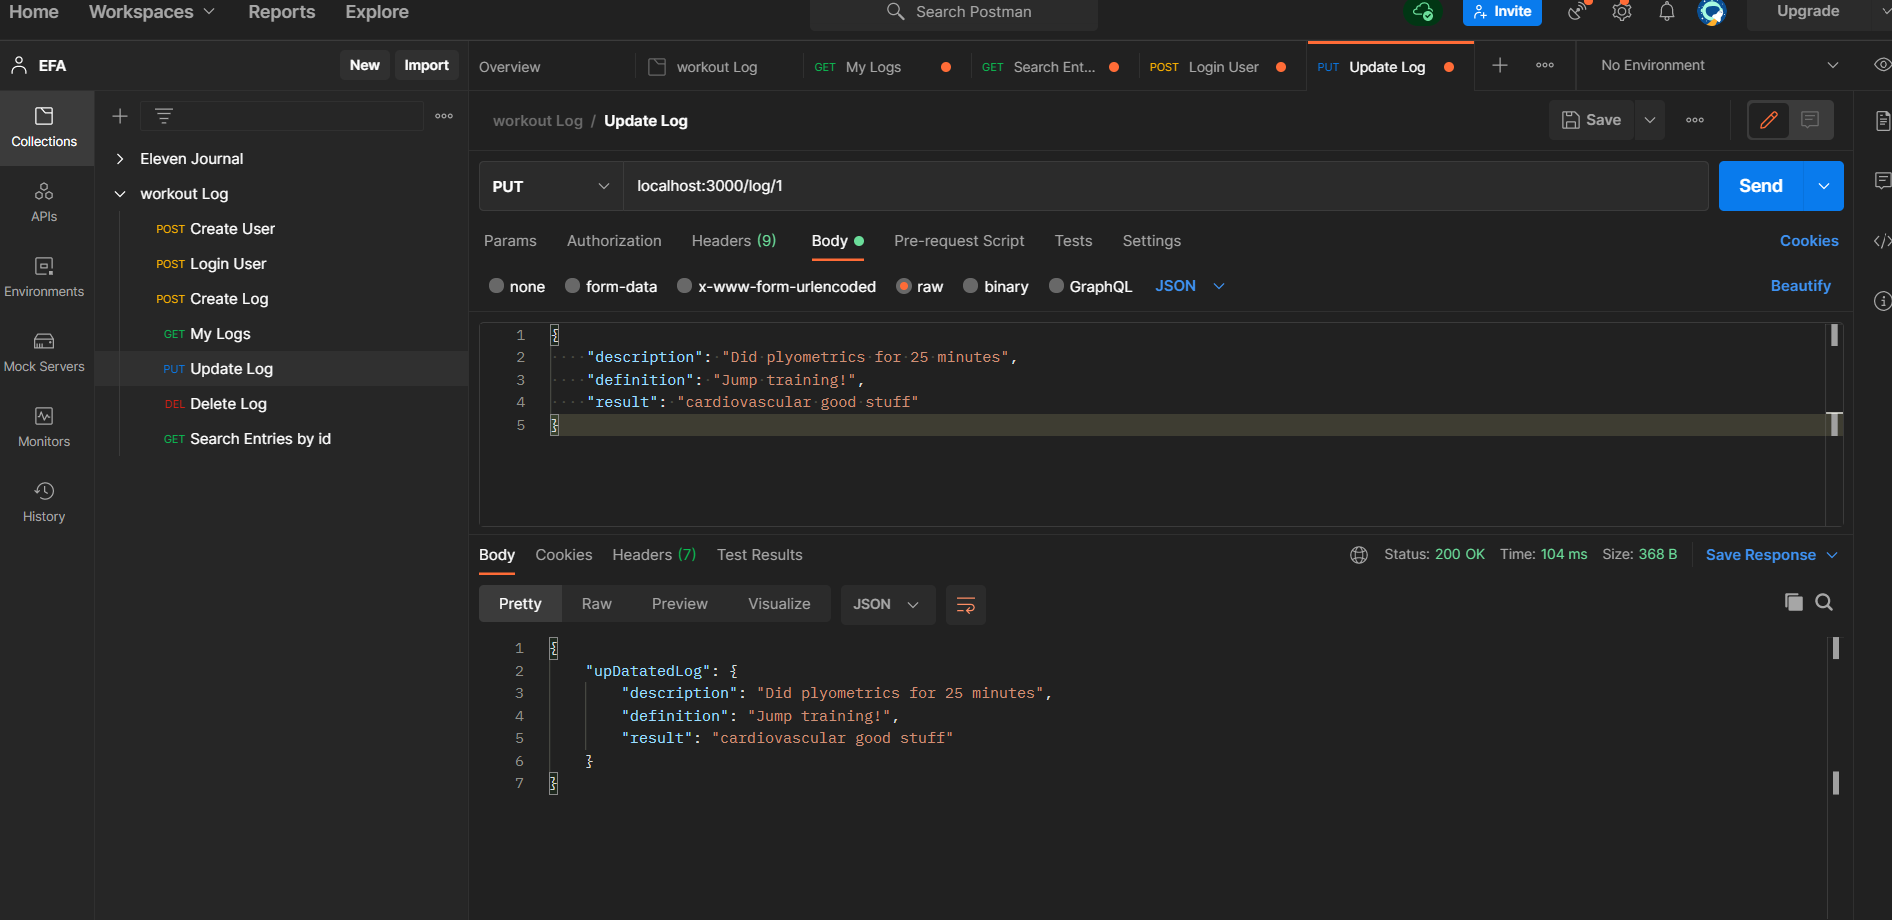 Home Workspaces Reports Explore Search Postman Invite Upgrade
EFA New Import Overview workout Log GET My Logs GET Search Ent... POST Login User PUT Update Log No Environment
Collections
APIs
Environments
Mock Servers
Monitors
History
Eleven Journal
workout Log
POST Create User
POST Login User
POST Create Log
GET My Logs
PUT Update Log
DEL Delete Log
GET Search Entries by id
workout Log / Update Log Save
PUT localhost:3000/log/1 Send
Params Authorization Headers (9) Body Pre-request Script Tests Settings Cookies
none form-data x-www-form-urlencoded raw binary GraphQL JSON Beautify
1 {
2 "description": "Did plyometrics for 25 minutes",
3 "definition": "Jump training!",
4 "result": "cardiovascular good stuff"
5 }
Body Cookies Headers (7) Test Results Status: 200 OK Time: 104 ms Size: 368 B Save Response
Pretty Raw Preview Visualize JSON
1 {
2 "upDatatedLog": {
3 "description": "Did plyometrics for 25 minutes",
4 "definition": "Jump training!",
5 "result": "cardiovascular good stuff"
6 }
7 }